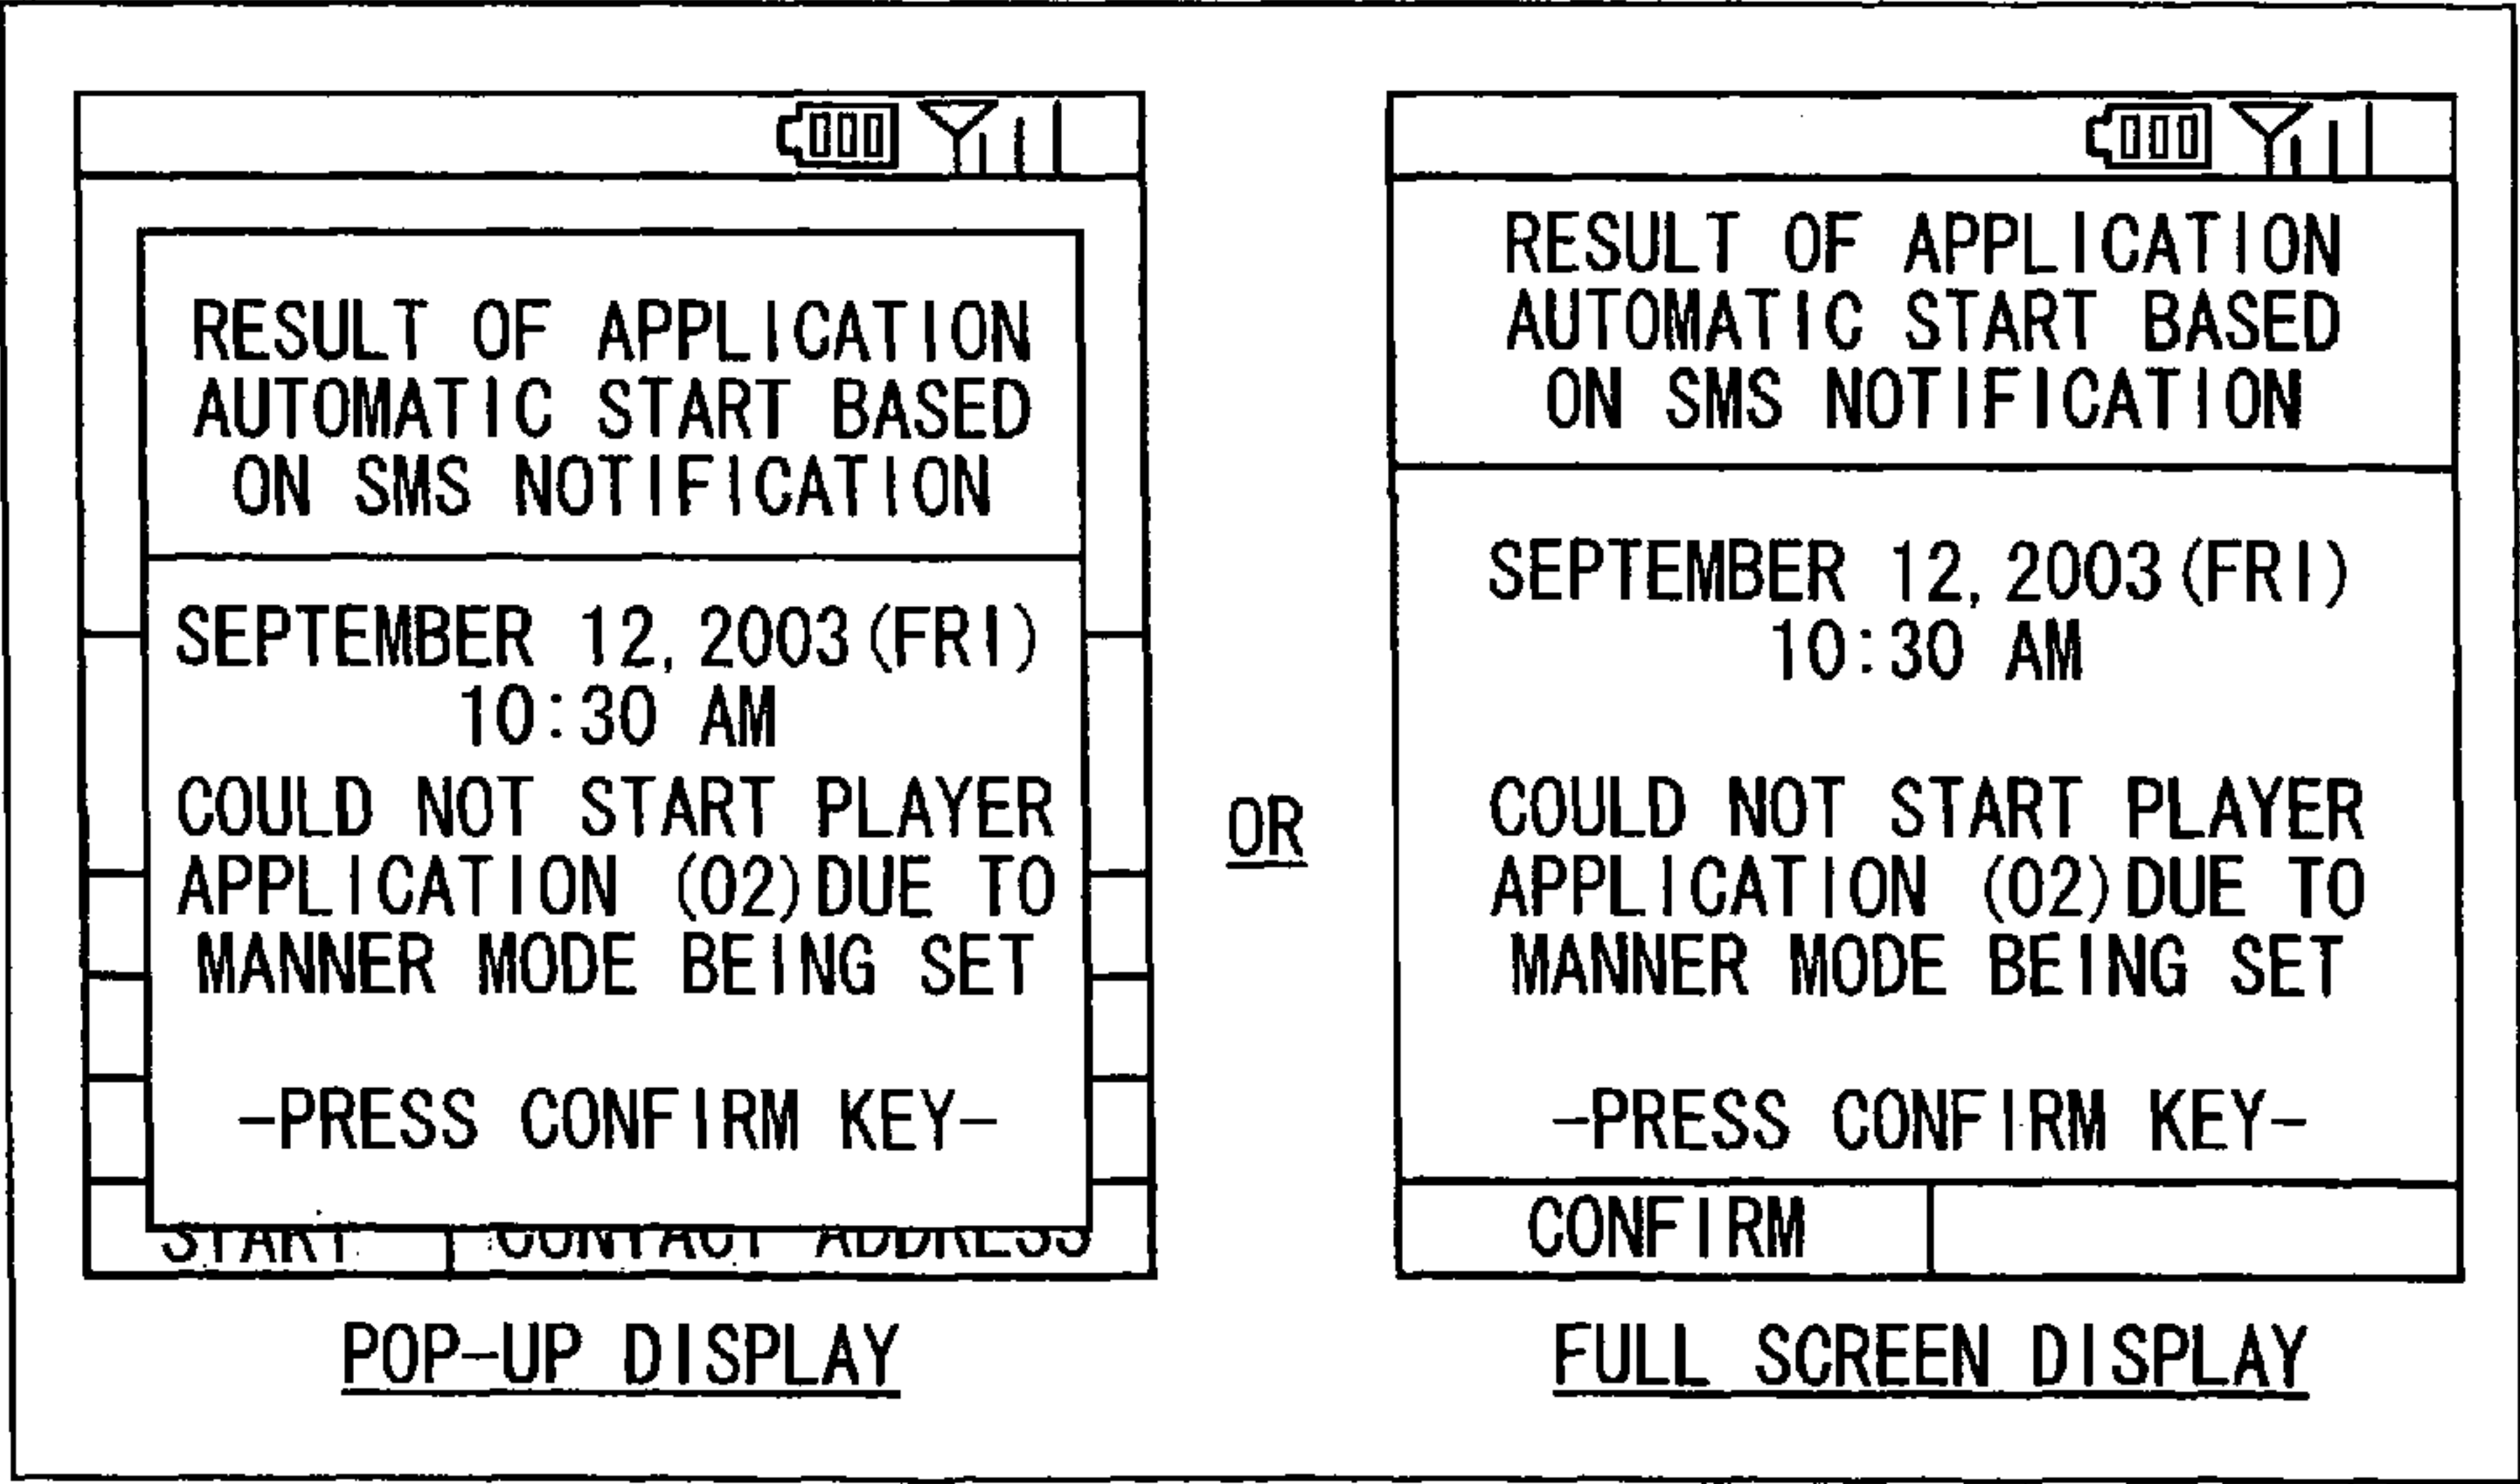 RESULT OF APPLICATION
AUTOMATIC START BASED
ON SMS NOTIFICATION
SEPTEMBER 12, 2003 (FRI)
10:30 AM
COULD NOT START PLAYER
APPLICATION (02) DUE TO
MANNER MODE BEING SET
-PRESS CONFIRM KEY-
START CONTACT ADDRESS
POP-UP DISPLAY
OR
RESULT OF APPLICATION
AUTOMATIC START BASED
ON SMS NOTIFICATION
SEPTEMBER 12, 2003 (FRI)
10:30 AM
COULD NOT START PLAYER
APPLICATION (02) DUE TO
MANNER MODE BEING SET
-PRESS CONFIRM KEY-
CONFIRM
FULL SCREEN DISPLAY